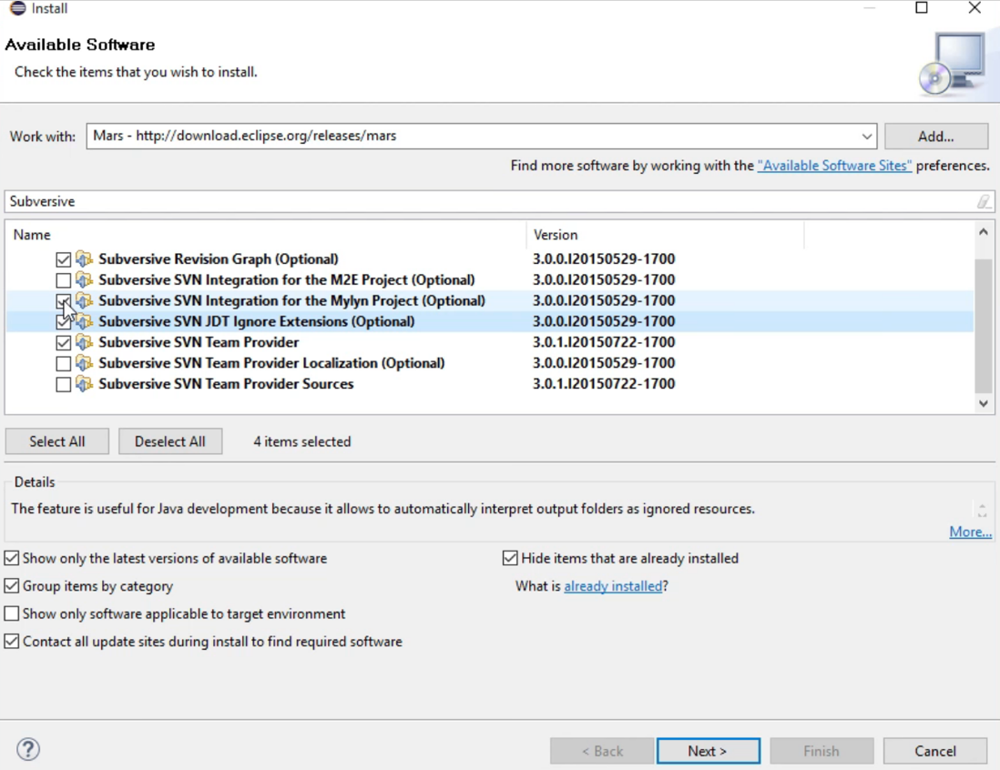 Install
Available Software
Check the items that you wish to install.
Work with: Mars - http://download.eclipse.org/releases/mars Add...
Find more software by working with the "Available Software Sites" preferences.
Subversive
Name Version
Subversive Revision Graph (Optional) 3.0.0.I20150529-1700
Subversive SVN Integration for the M2E Project (Optional) 3.0.0.I20150529-1700
Subversive SVN Integration for the Mylyn Project (Optional) 3.0.0.I20150529-1700
Subversive SVN JDT Ignore Extensions (Optional) 3.0.0.I20150529-1700
Subversive SVN Team Provider 3.0.1.I20150722-1700
Subversive SVN Team Provider Localization (Optional) 3.0.0.I20150529-1700
Subversive SVN Team Provider Sources 3.0.1.I20150722-1700
Select All Deselect All 4 items selected
Details
The feature is useful for Java development because it allows to automatically interpret output folders as ignored resources.
More...
Show only the latest versions of available software Hide items that are already installed
Group items by category What is already installed?
Show only software applicable to target environment
Contact all update sites during install to find required software
? < Back Next > Finish Cancel